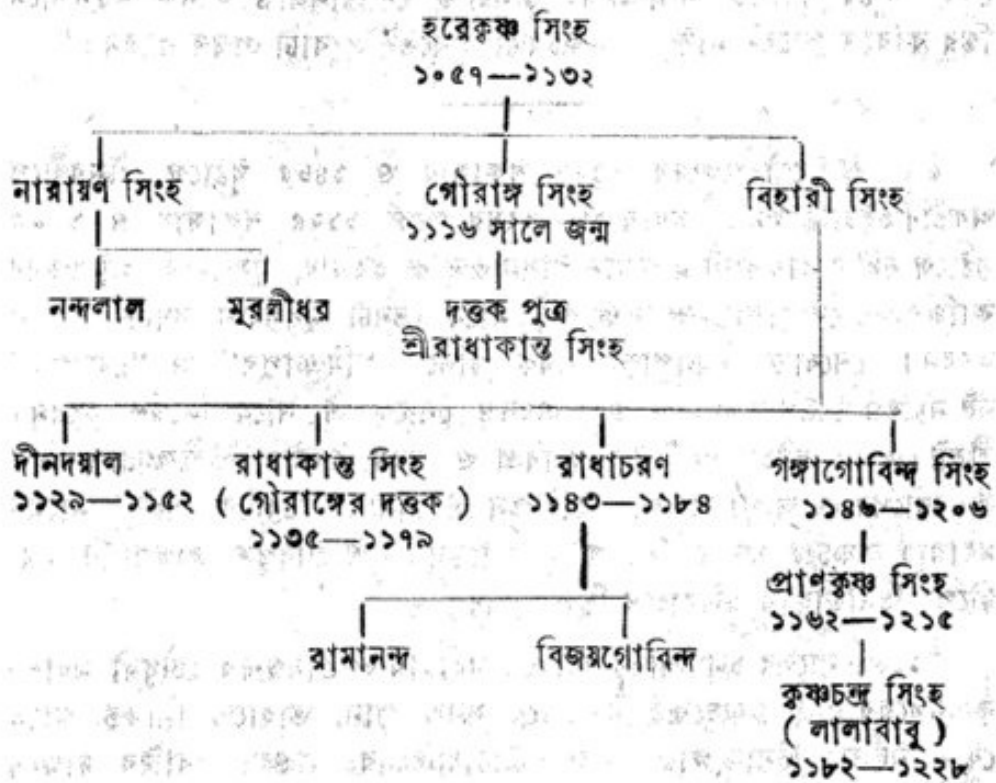 হরেকৃষ্ণ সিংহ
১০৫৭—১১৩২
নারায়ণ সিংহ গৌরাঙ্গ সিংহ বিহারী সিংহ
১১১৬ সালে জন্ম
নন্দলাল মুরলীধর দত্তক পুত্র
শ্রীরাধাকান্ত সিংহ
দীনদয়াল রাধাকান্ত সিংহ রাধাচরণ গঙ্গাগোবিন্দ সিংহ
১১২৯—১১৫২ ( গৌরাঙ্গের দত্তক ) ১১৪৩—১১৮৪ ১১৪৬—১২০৬
১১৩৫—১১৭৯
প্রাণকৃষ্ণ সিংহ
১১৬২—১২১৫
রামানন্দ বিজয়গোবিন্দ
কৃষ্ণচন্দ্র সিংহ
( লালাবাবু )
১১৮২—১২২৮